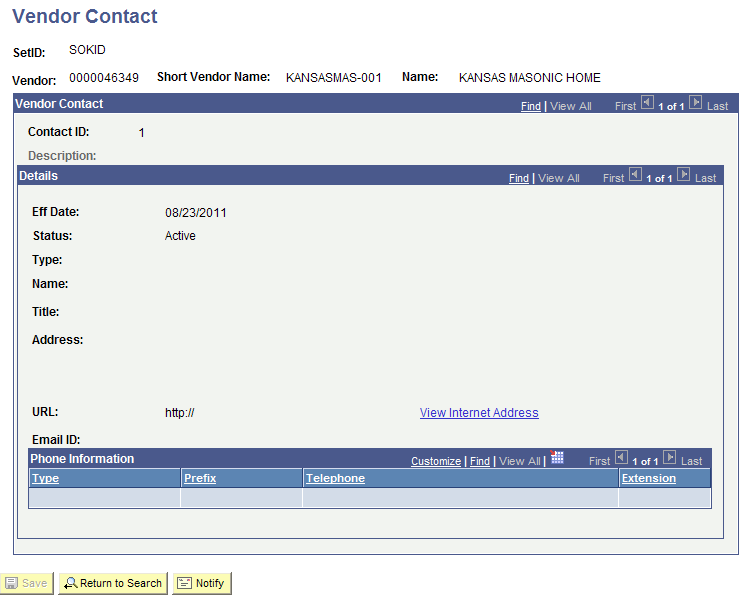 Vendor Contact
SetID: SOKID
Vendor: 0000046349 Short Vendor Name: KANSASMAS-001 Name: KANSAS MASONIC HOME
Vendor Contact Find | View All First 1 of 1 Last
Contact ID: 1
Description:
Details Find | View All First 1 of 1 Last
Eff Date: 08/23/2011
Status: Active
Type:
Name:
Title:
Address:
URL: http:// View Internet Address
Email ID:
Phone Information Customize | Find | View All | First 1 of 1 Last
Type Prefix Telephone Extension
Save Return to Search Notify